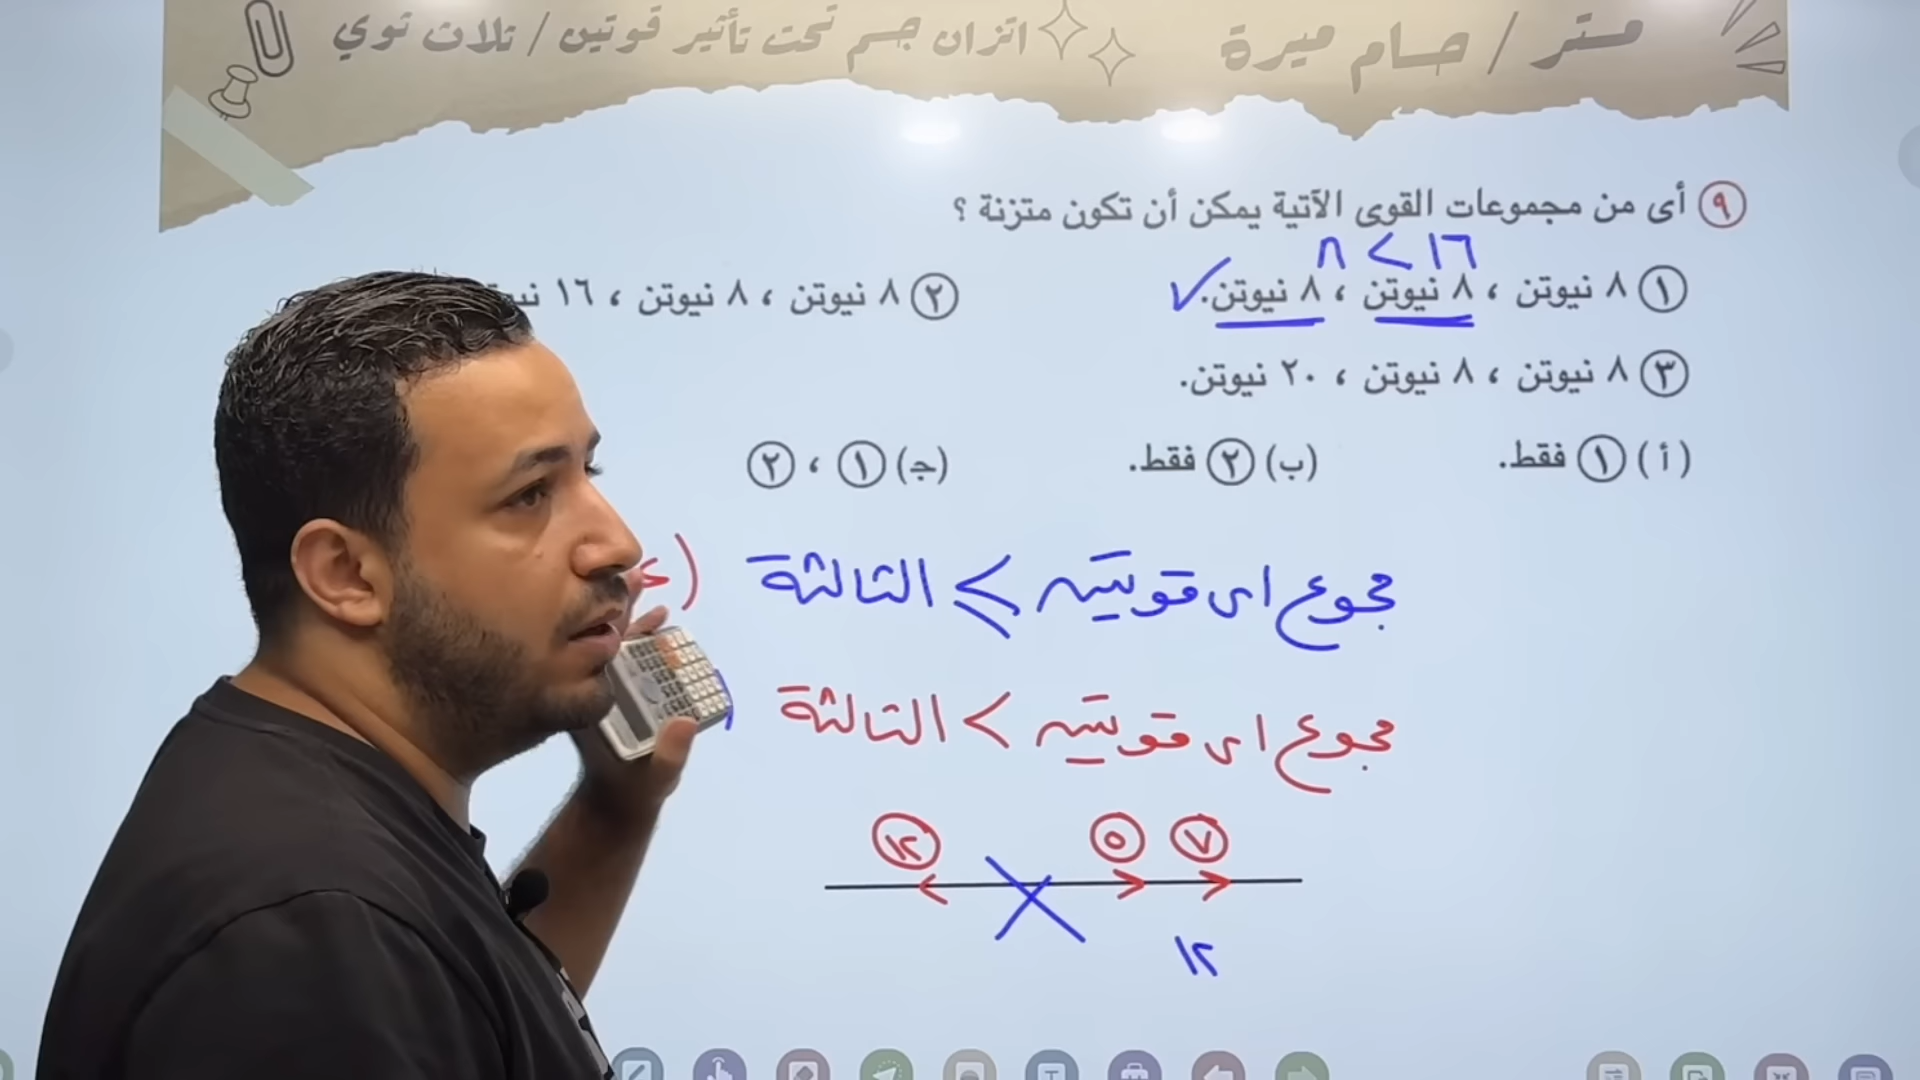 مستر / حسام ميرة
اتزان جسم تحت تأثير قوتين / تلاث قوي
٩ أى من مجموعات القوى الآتية يمكن أن تكون متزنة ؟
١٦ > ٨
١ ٨ نيوتن ، ٨ نيوتن ، ٨ نيوتن.
٢ ٨ نيوتن ، ٨ نيوتن ، ١٦
٣ ٨ نيوتن ، ٨ نيوتن ، ٢٠ نيوتن.
(أ) ١ فقط.
(ب) ٢ فقط.
(جـ) ١ ، ٢
مجموع اى قوتين ⩾ الثالثة
مجموع اى قوتين > الثالثة
١٢ ٥ ٧
١٢